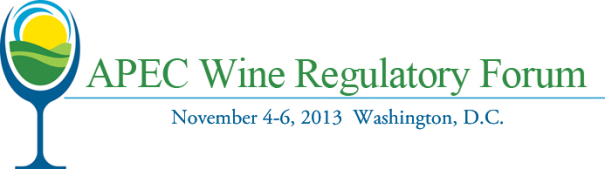 APEC Wine Regulatory Forum
November 4-6, 2013 Washington, D.C.